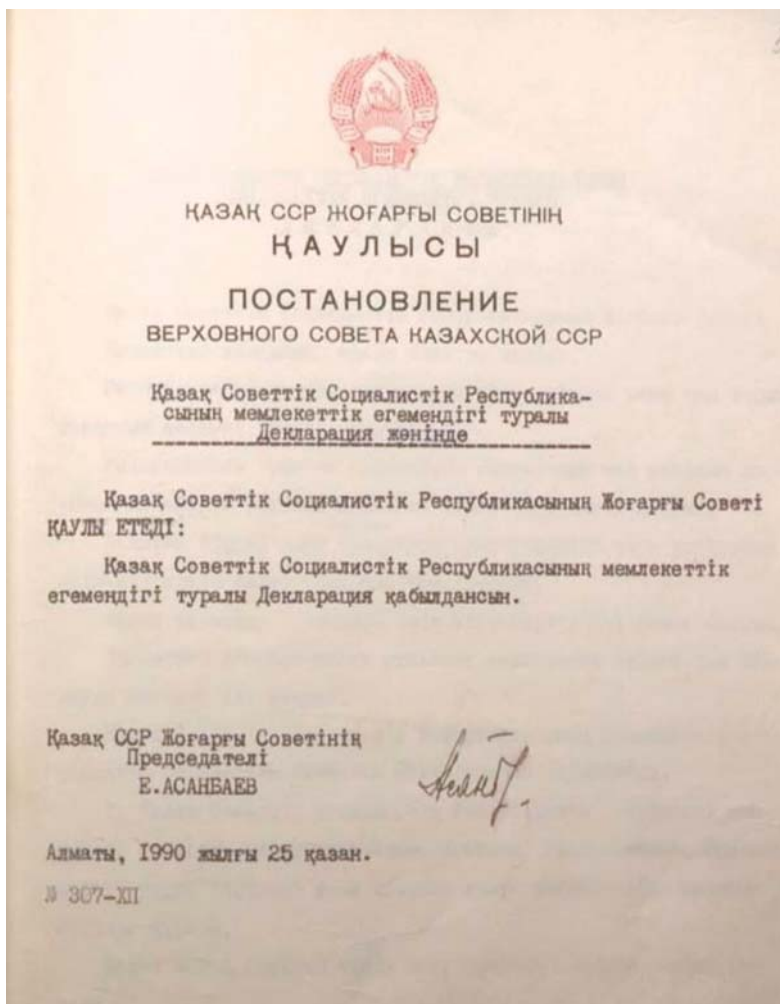 ҚАЗАҚ ССР ЖОҒАРҒЫ СОВЕТІНІҢ
ҚАУЛЫСЫ
ПОСТАНОВЛЕНИЕ
ВЕРХОВНОГО СОВЕТА КАЗАХСКОЙ ССР
Қазақ Советтік Социалистік Республика-
сының мемлекеттік егемендігі туралы
Декларация жөнінде
Қазақ Советтік Социалистік Республикасының Жоғарғы Советі
ҚАУЛЫ ЕТЕДІ:
Қазақ Советтік Социалистік Республикасының мемлекеттік
егемендігі туралы Декларация қабылдансын.
Қазақ ССР Жоғарғы Советінің
Председателі
Е.АСАНБАЕВ
Алматы, 1990 жылғы 25 қазан.
№ 307-XII